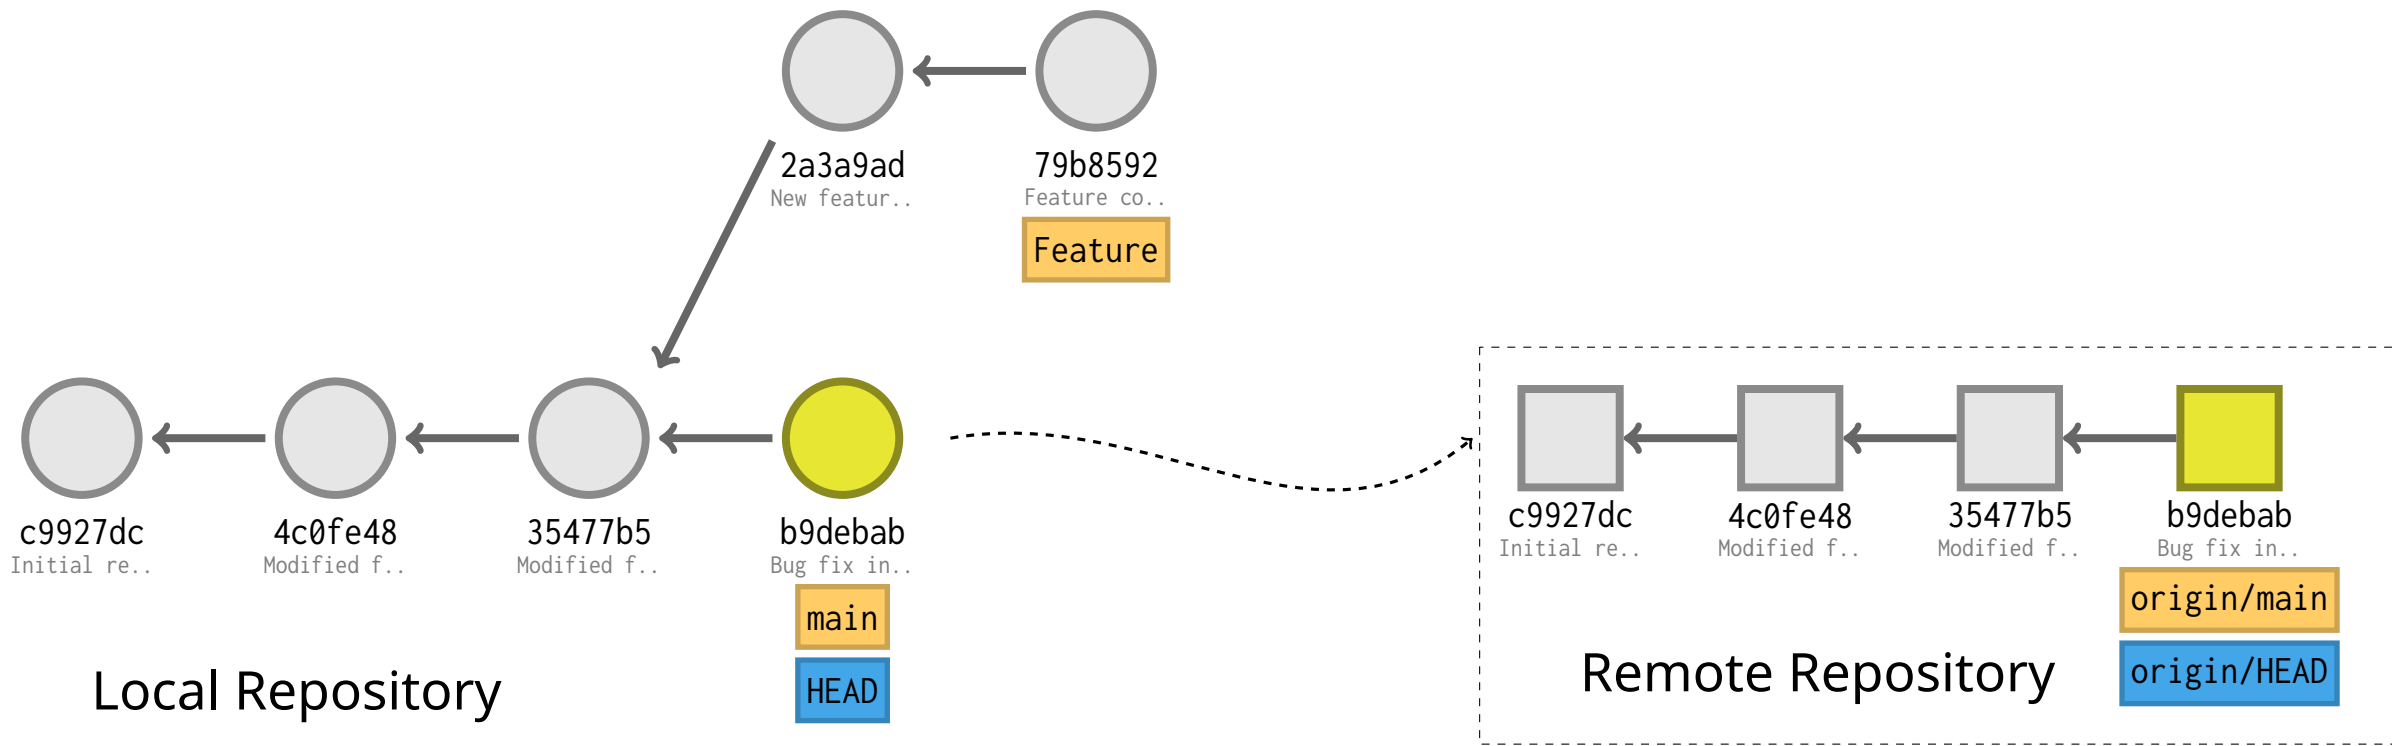 2a3a9ad
New featur..
79b8592
Feature co..
Feature
c9927dc
Initial re..
4c0fe48
Modified f..
35477b5
Modified f..
b9debab
Bug fix in..
main
HEAD
Local Repository
c9927dc
Initial re..
4c0fe48
Modified f..
35477b5
Modified f..
b9debab
Bug fix in..
origin/main
origin/HEAD
Remote Repository